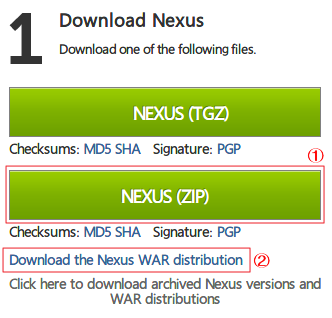 1 Download Nexus
Download one of the following files.
NEXUS (TGZ)
Checksums: MD5 SHA Signature: PGP
①
NEXUS (ZIP)
Checksums: MD5 SHA Signature: PGP
Download the Nexus WAR distribution ②
Click here to download archived Nexus versions and
WAR distributions